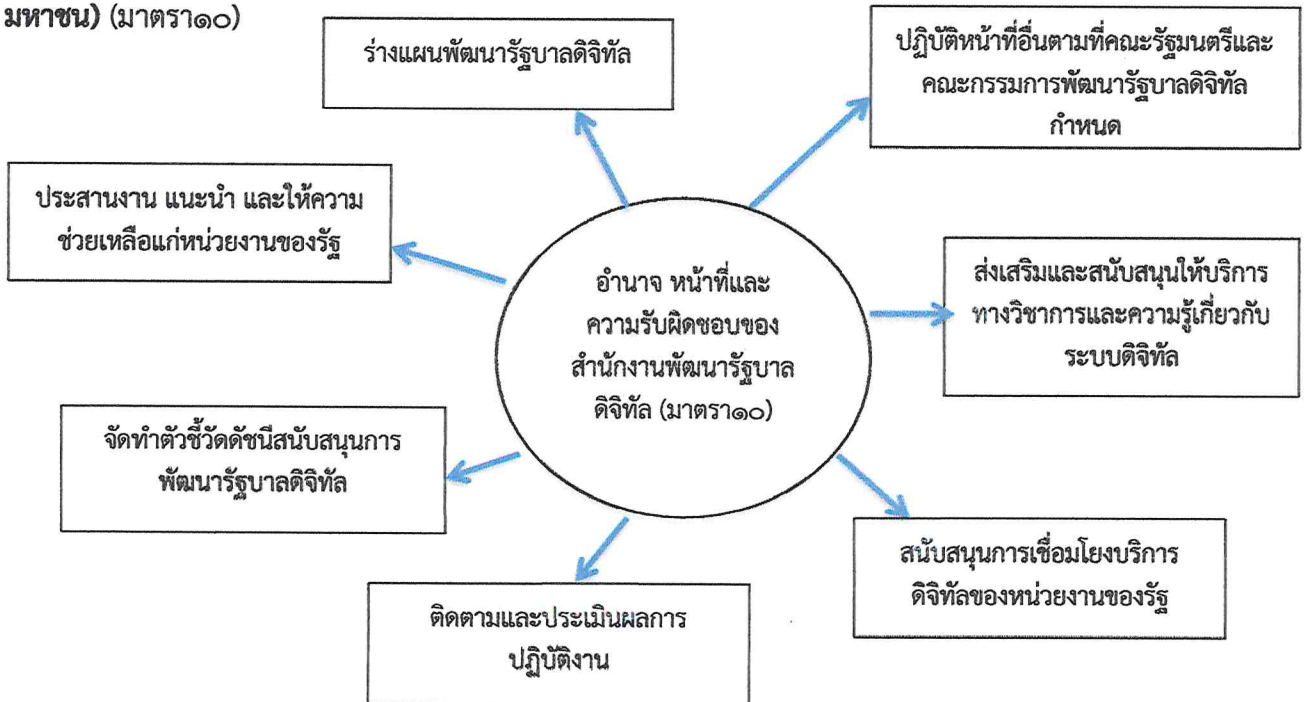 มหาชน) (มาตรา๑๐)
ร่างแผนพัฒนารัฐบาลดิจิทัล
ปฏิบัติหน้าที่อื่นตามที่คณะรัฐมนตรีและ
คณะกรรมการพัฒนารัฐบาลดิจิทัล
กำหนด
ประสานงาน แนะนำ และให้ความ
ช่วยเหลือแก่หน่วยงานของรัฐ
อำนาจ หน้าที่และ
ความรับผิดชอบของ
สำนักงานพัฒนารัฐบาล
ดิจิทัล (มาตรา๑๐)
ส่งเสริมและสนับสนุนให้บริการ
ทางวิชาการและความรู้เกี่ยวกับ
ระบบดิจิทัล
จัดทำตัวชี้วัดดัชนีสนับสนุนการ
พัฒนารัฐบาลดิจิทัล
สนับสนุนการเชื่อมโยงบริการ
ดิจิทัลของหน่วยงานของรัฐ
ติดตามและประเมินผลการ
ปฏิบัติงาน